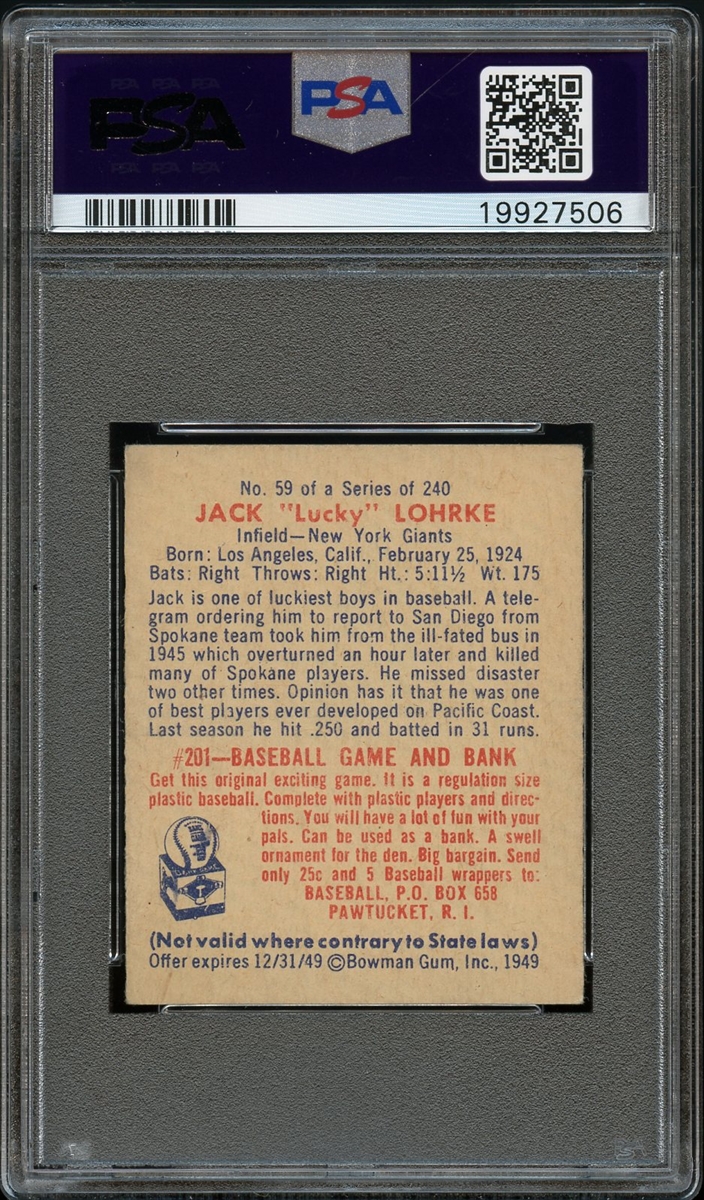 PSA PSA PSA
PSA
PSA PSA PSA
PSA
19927506
No. 59 of a Series of 240
JACK "Lucky" LOHRKE
Infield—New York Giants
Born: Los Angeles, Calif., February 25, 1924
Bats: Right Throws: Right Ht.: 5:11½ Wt. 175
Jack is one of luckiest boys in baseball. A tele-
gram ordering him to report to San Diego from
Spokane team took him from the ill-fated bus in
1945 which overturned an hour later and killed
many of Spokane players. He missed disaster
two other times. Opinion has it that he was one
of best players ever developed on Pacific Coast.
Last season he hit .250 and batted in 31 runs.
#201—BASEBALL GAME AND BANK
Get this original exciting game. It is a regulation size
plastic baseball. Complete with plastic players and direc-
tions. You will have a lot of fun with your
pals. Can be used as a bank. A swell
ornament for the den. Big bargain. Send
only 25c and 5 Baseball wrappers to:
BASEBALL, P.O. BOX 658
PAWTUCKET, R. I.
(Not valid where contrary to State laws)
Offer expires 12/31/49 ©Bowman Gum, Inc., 1949